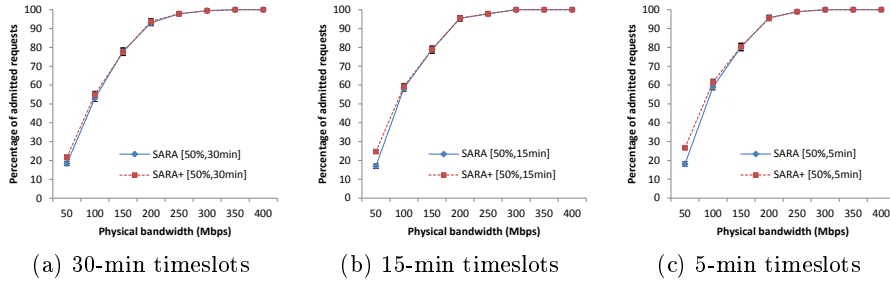 Percentage of admitted requests
100
90
80
70
60
50
40
30
20
10
0
SARA [50%,30min]
SARA+ [50%,30min]
50 100 150 200 250 300 350 400
Physical bandwidth (Mbps)
(a) 30-min timeslots
Percentage of admitted requests
100
90
80
70
60
50
40
30
20
10
0
SARA [50%,15min]
SARA+ [50%,15min]
50 100 150 200 250 300 350 400
Physical bandwidth (Mbps)
(b) 15-min timeslots
Percentage of admitted requests
100
90
80
70
60
50
40
30
20
10
0
SARA [50%,5min]
SARA+ [50%,5min]
50 100 150 200 250 300 350 400
Physical bandwidth (Mbps)
(c) 5-min timeslots